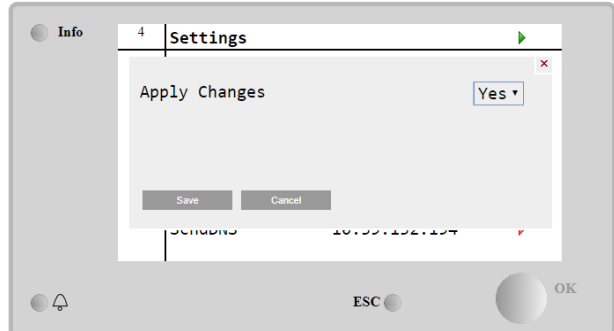 Info
4 Settings
Apply Changes Yes
Save Cancel
ESC
OK